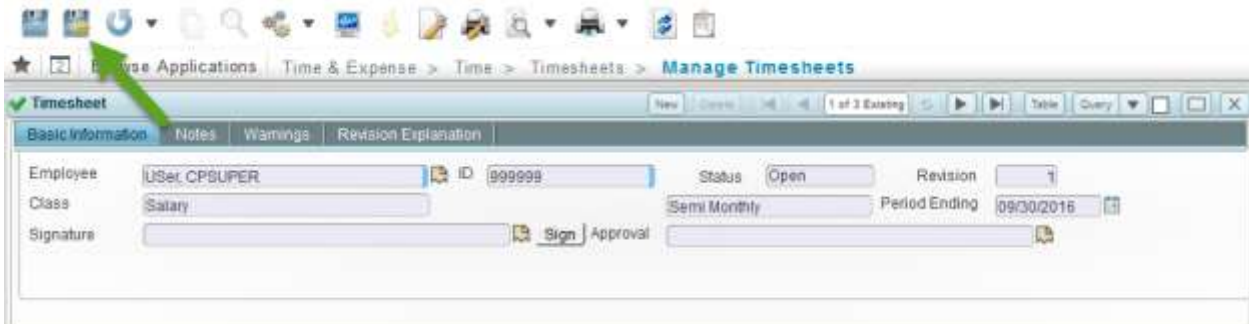 2 Browse Applications Time & Expense > Time > Timesheets > Manage Timesheets
Timesheet New Delete 1 of 3 Existing Table Query X
Basic Information Notes Warnings Revision Explanation
Employee USer, CPSUPER ID 999999 Status Open Revision 1
Class Salary Semi Monthly Period Ending 09/30/2016
Signature Sign Approval